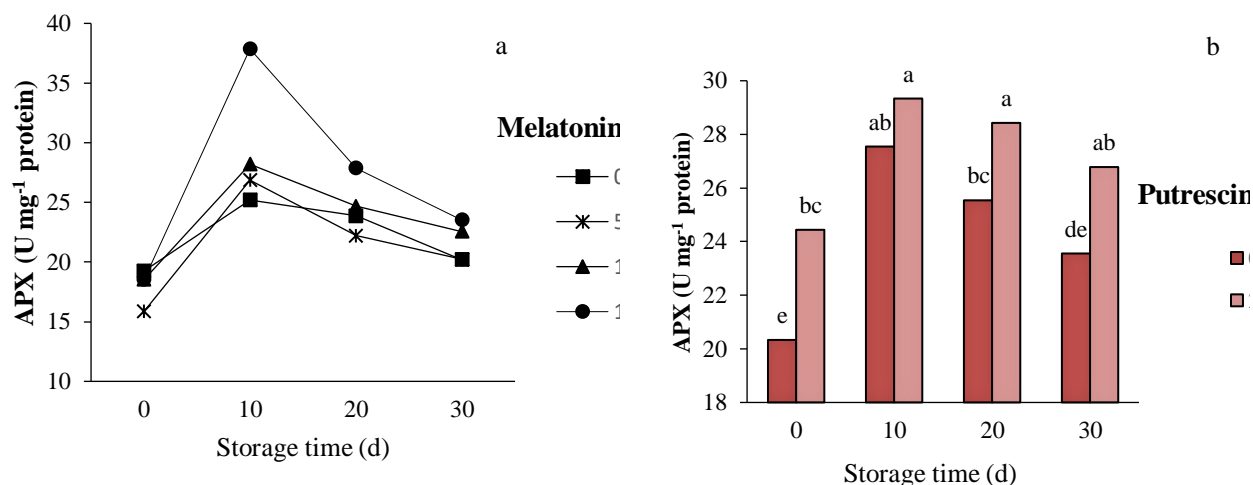 a
APX (U mg⁻¹ protein)
40
35
30
25
20
15
10
0 10 20 30
Storage time (d)
Melatonin
5
b
APX (U mg⁻¹ protein)
30
28
26
24
22
20
18
e bc ab a bc a de ab
0 10 20 30
Storage time (d)
Putrescin